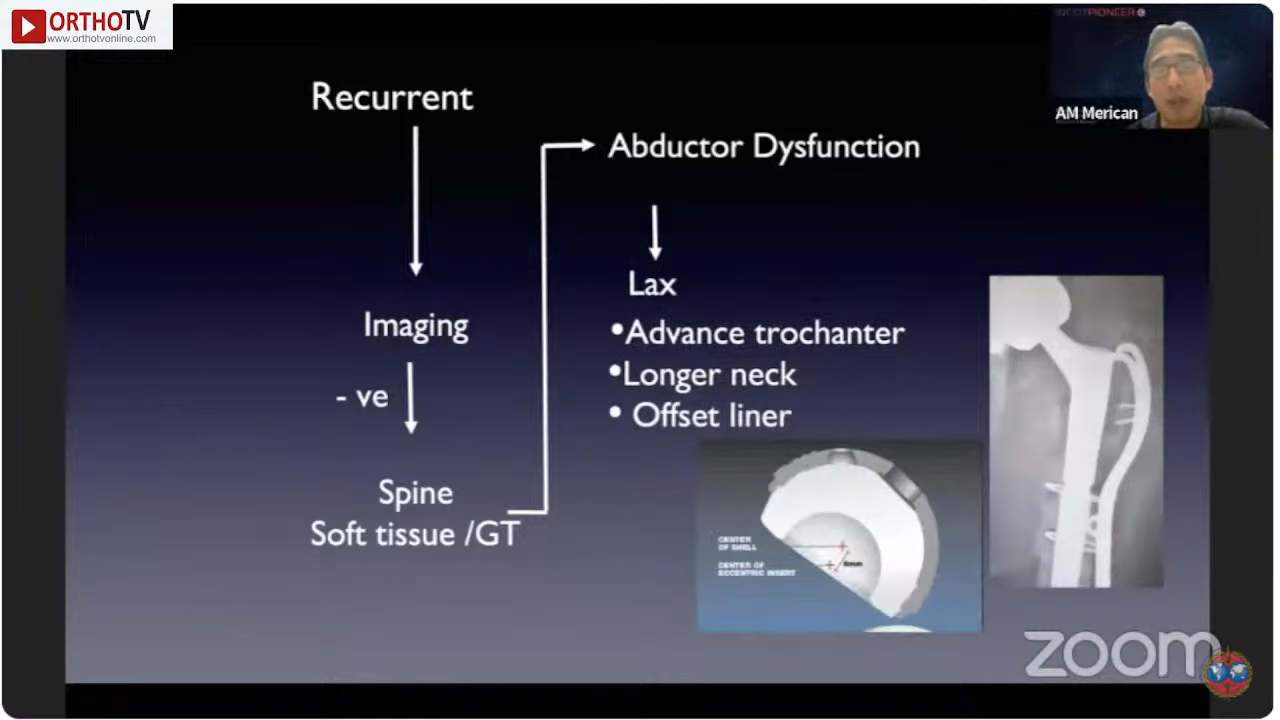 ORTHOTV
www.orthotvonline.com
AM Merican
Recurrent
Imaging
- ve
Spine
Soft tissue /GT
Abductor Dysfunction
Lax
•Advance trochanter
•Longer neck
• Offset liner
CENTER
OF SHELL
CENTER OF
ECCENTRIC INSERT
6mm
zoom